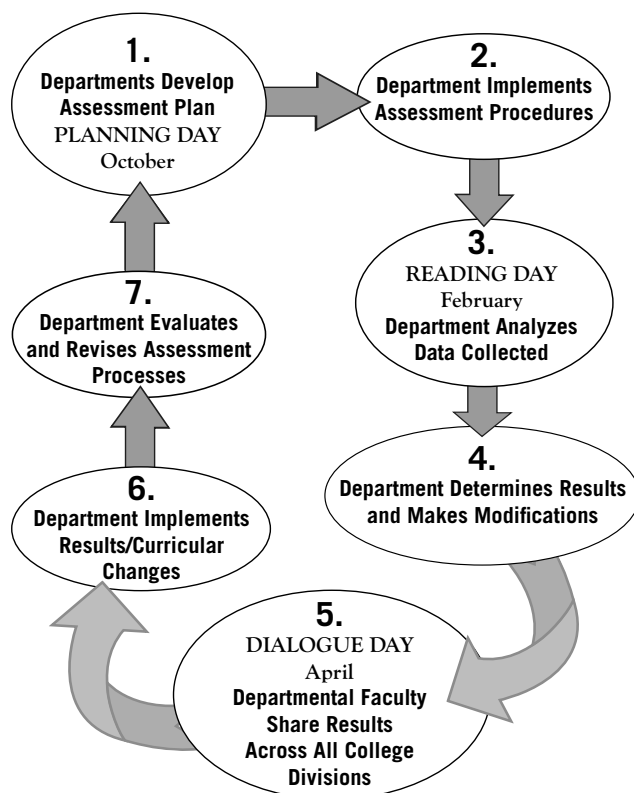 1.
Departments Develop
Assessment Plan
PLANNING DAY
October
2.
Department Implements
Assessment Procedures
3.
READING DAY
February
Department Analyzes
Data Collected
4.
Department Determines Results
and Makes Modifications
5.
DIALOGUE DAY
April
Departmental Faculty
Share Results
Across All College
Divisions
6.
Department Implements
Results/Curricular
Changes
7.
Department Evaluates
and Revises Assessment
Processes